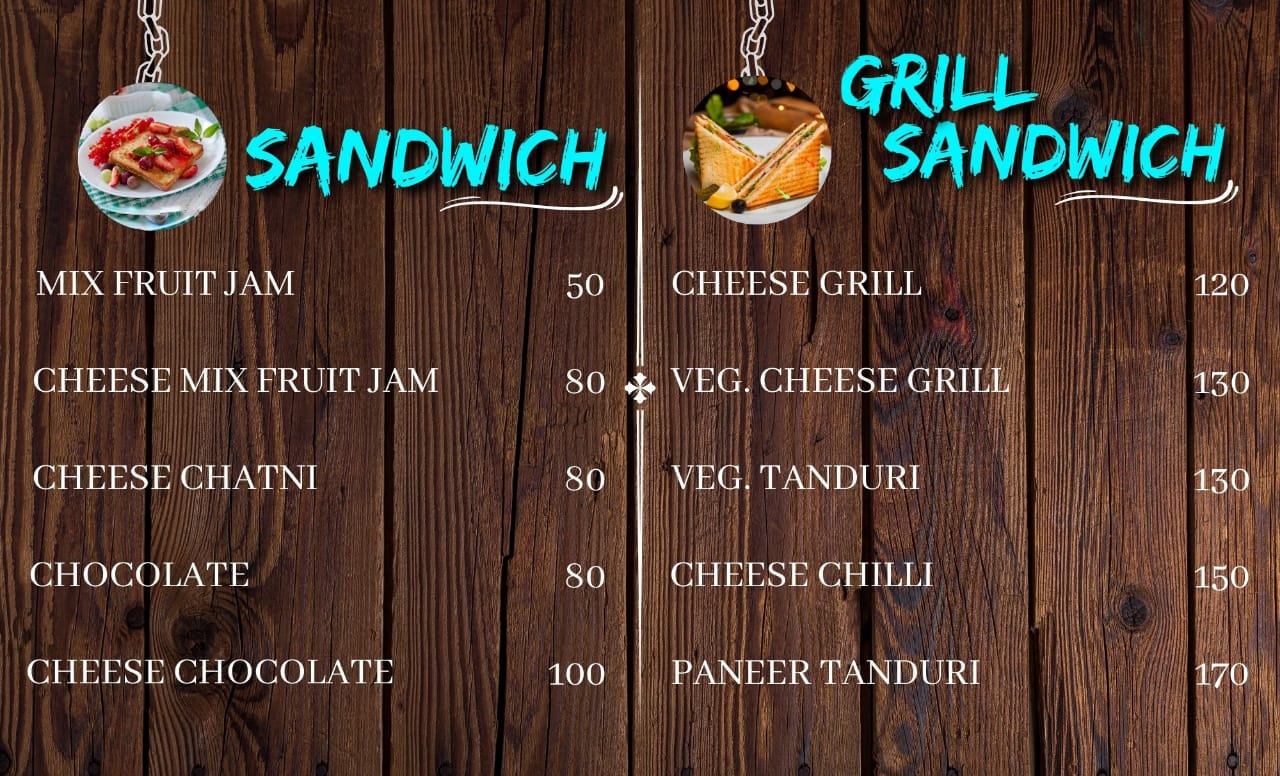 SANDWICH
MIX FRUIT JAM 50
CHEESE MIX FRUIT JAM 80
CHEESE CHATNI 80
CHOCOLATE 80
CHEESE CHOCOLATE 100
GRILL
SANDWICH
CHEESE GRILL 120
VEG. CHEESE GRILL 130
VEG. TANDURI 130
CHEESE CHILLI 150
PANEER TANDURI 170